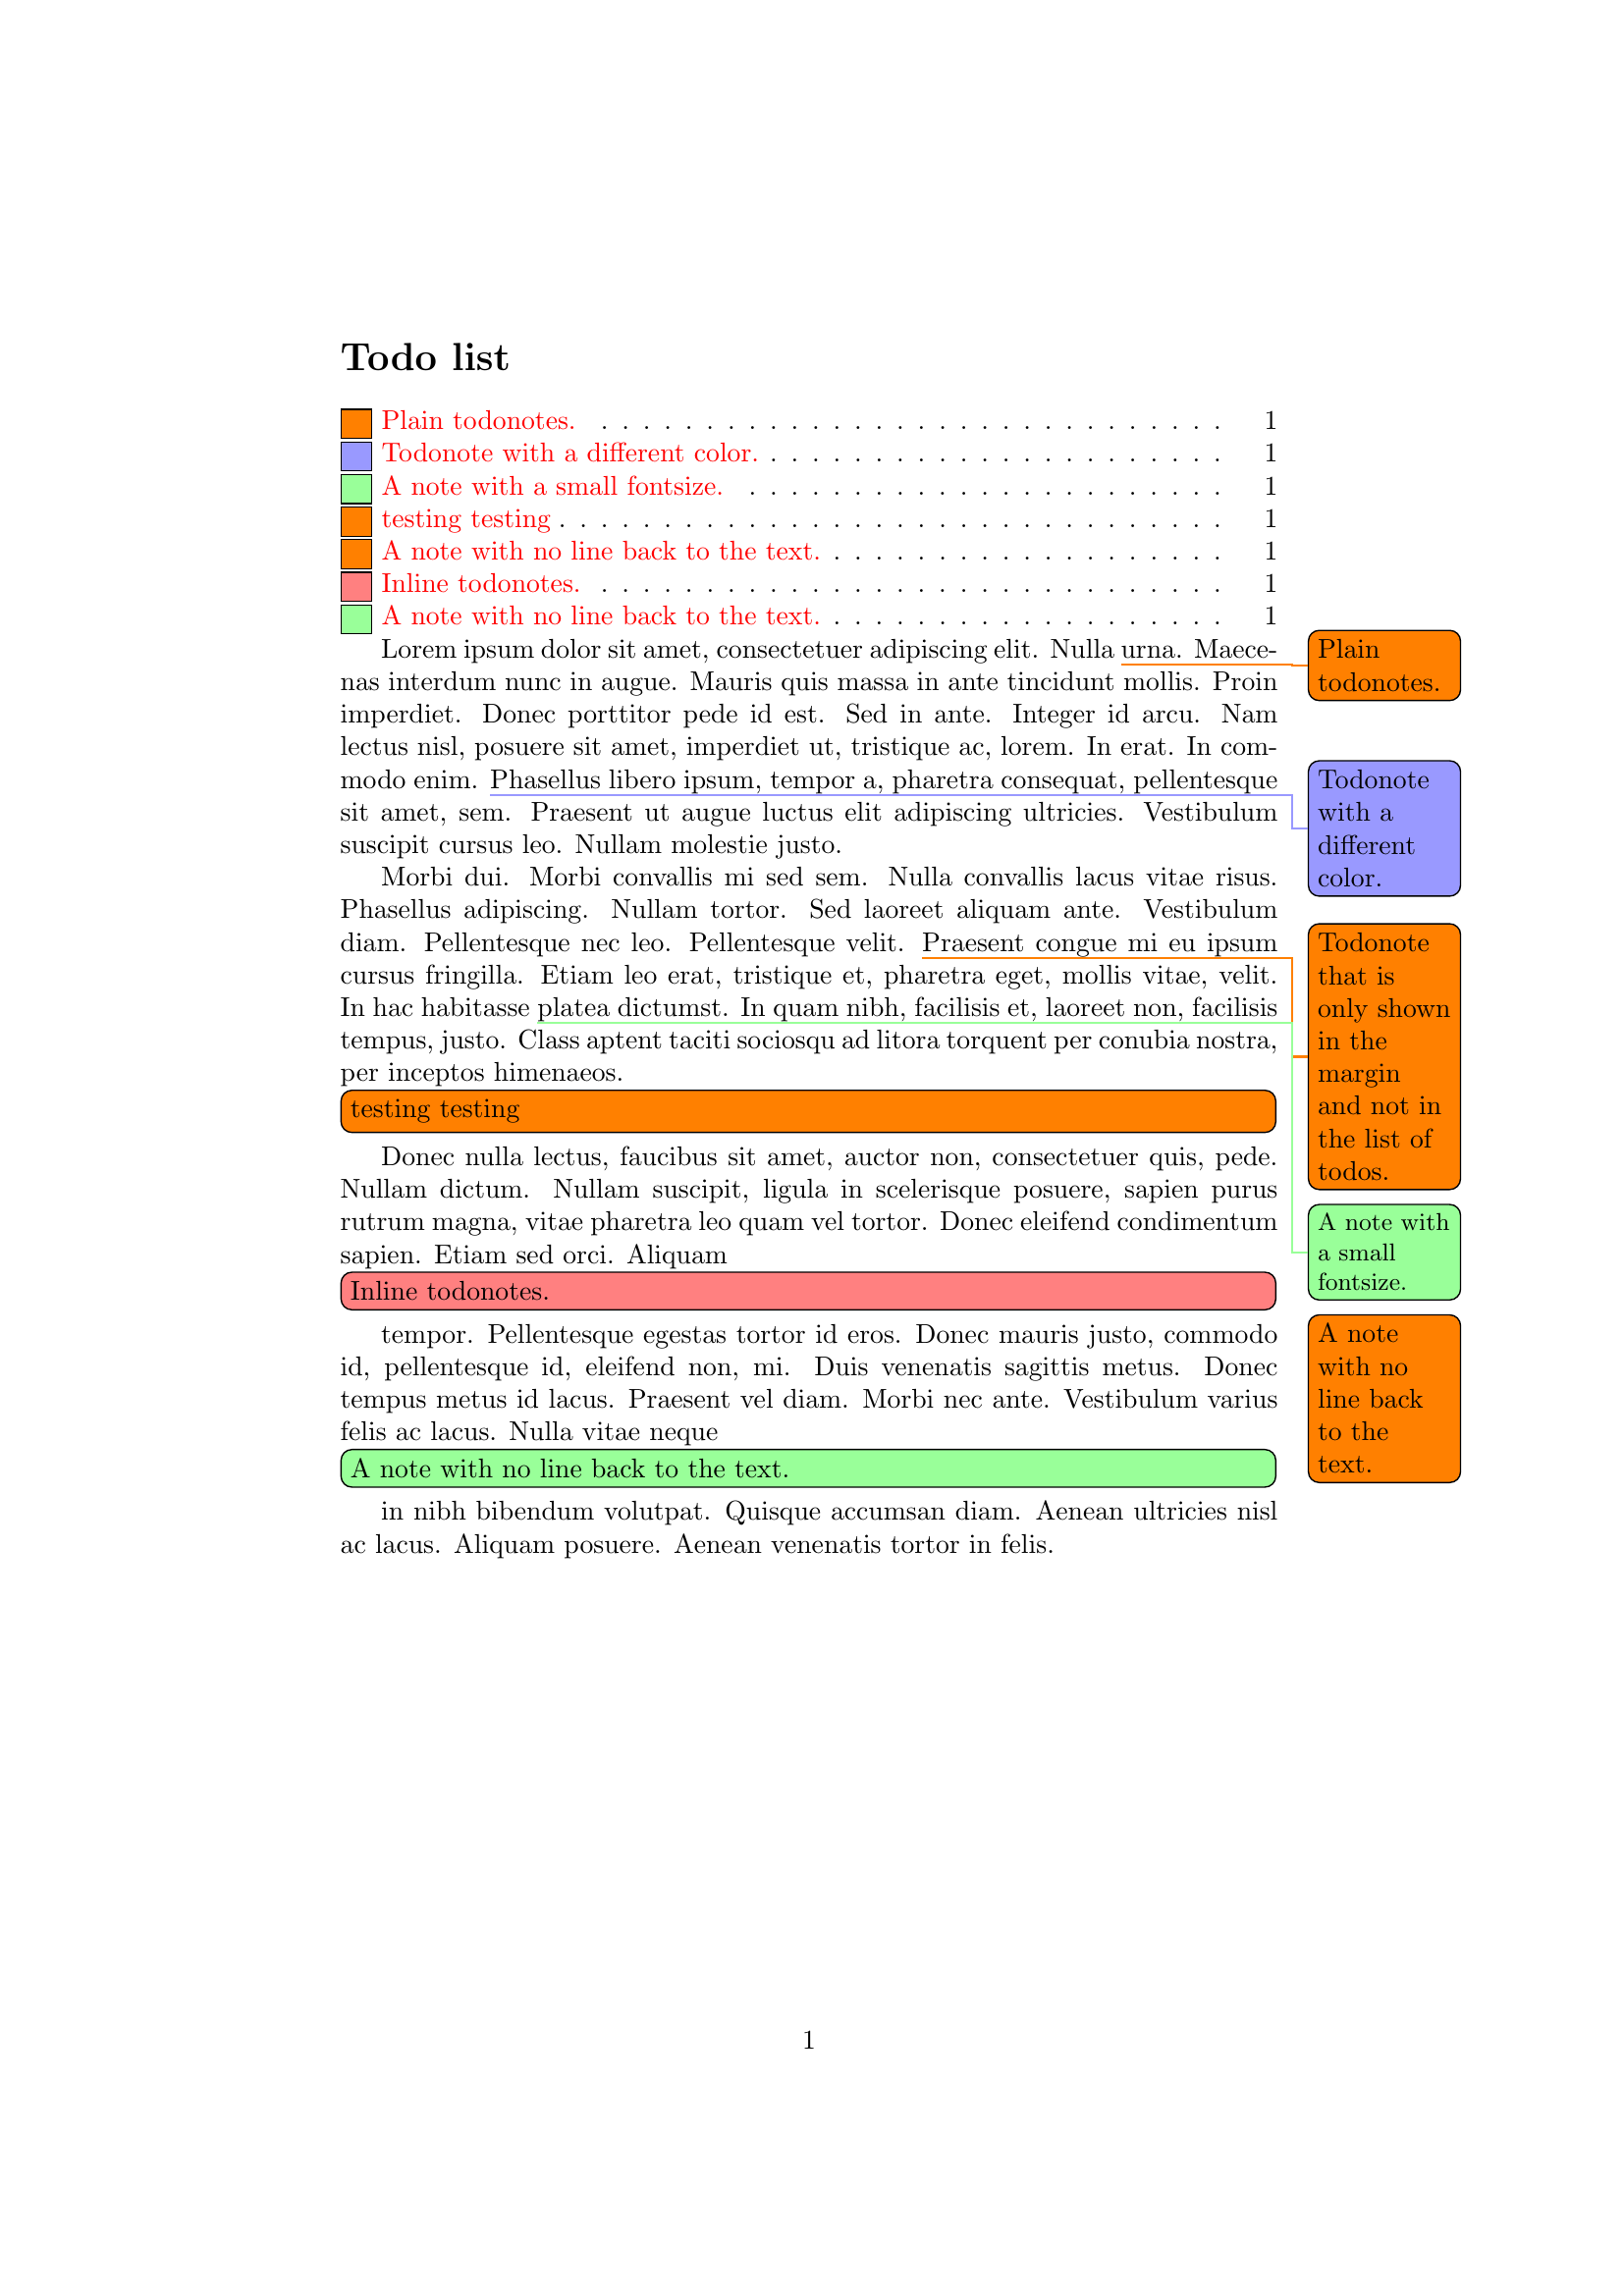 Todo list
Plain todonotes. . . . . . . . . . . . . . . . . . . . . . . . . . . . . . . 1
Todonote with a different color. . . . . . . . . . . . . . . . . . . . . . . 1
A note with a small fontsize. . . . . . . . . . . . . . . . . . . . . . . . 1
testing testing . . . . . . . . . . . . . . . . . . . . . . . . . . . . . . . . 1
A note with no line back to the text. . . . . . . . . . . . . . . . . . . . 1
Inline todonotes. . . . . . . . . . . . . . . . . . . . . . . . . . . . . . . 1
A note with no line back to the text. . . . . . . . . . . . . . . . . . . . 1
Lorem ipsum dolor sit amet, consectetuer adipiscing elit. Nulla urna. Maece-
nas interdum nunc in augue. Mauris quis massa in ante tincidunt mollis. Proin
imperdiet. Donec porttitor pede id est. Sed in ante. Integer id arcu. Nam
lectus nisl, posuere sit amet, imperdiet ut, tristique ac, lorem. In erat. In com-
modo enim. Phasellus libero ipsum, tempor a, pharetra consequat, pellentesque
sit amet, sem. Praesent ut augue luctus elit adipiscing ultricies. Vestibulum
suscipit cursus leo. Nullam molestie justo.
Morbi dui. Morbi convallis mi sed sem. Nulla convallis lacus vitae risus.
Phasellus adipiscing. Nullam tortor. Sed laoreet aliquam ante. Vestibulum
diam. Pellentesque nec leo. Pellentesque velit. Praesent congue mi eu ipsum
cursus fringilla. Etiam leo erat, tristique et, pharetra eget, mollis vitae, velit.
In hac habitasse platea dictumst. In quam nibh, facilisis et, laoreet non, facilisis
tempus, justo. Class aptent taciti sociosqu ad litora torquent per conubia nostra,
per inceptos himenaeos.
testing testing
Donec nulla lectus, faucibus sit amet, auctor non, consectetuer quis, pede.
Nullam dictum. Nullam suscipit, ligula in scelerisque posuere, sapien purus
rutrum magna, vitae pharetra leo quam vel tortor. Donec eleifend condimentum
sapien. Etiam sed orci. Aliquam
Inline todonotes.
tempor. Pellentesque egestas tortor id eros. Donec mauris justo, commodo
id, pellentesque id, eleifend non, mi. Duis venenatis sagittis metus. Donec
tempus metus id lacus. Praesent vel diam. Morbi nec ante. Vestibulum varius
felis ac lacus. Nulla vitae neque
A note with no line back to the text.
in nibh bibendum volutpat. Quisque accumsan diam. Aenean ultricies nisl
ac lacus. Aliquam posuere. Aenean venenatis tortor in felis.
Plain
todonotes.
Todonote
with a
different
color.
Todonote
that is
only shown
in the
margin
and not in
the list of
todos.
A note with
a small
fontsize.
A note
with no
line back
to the
text.
1